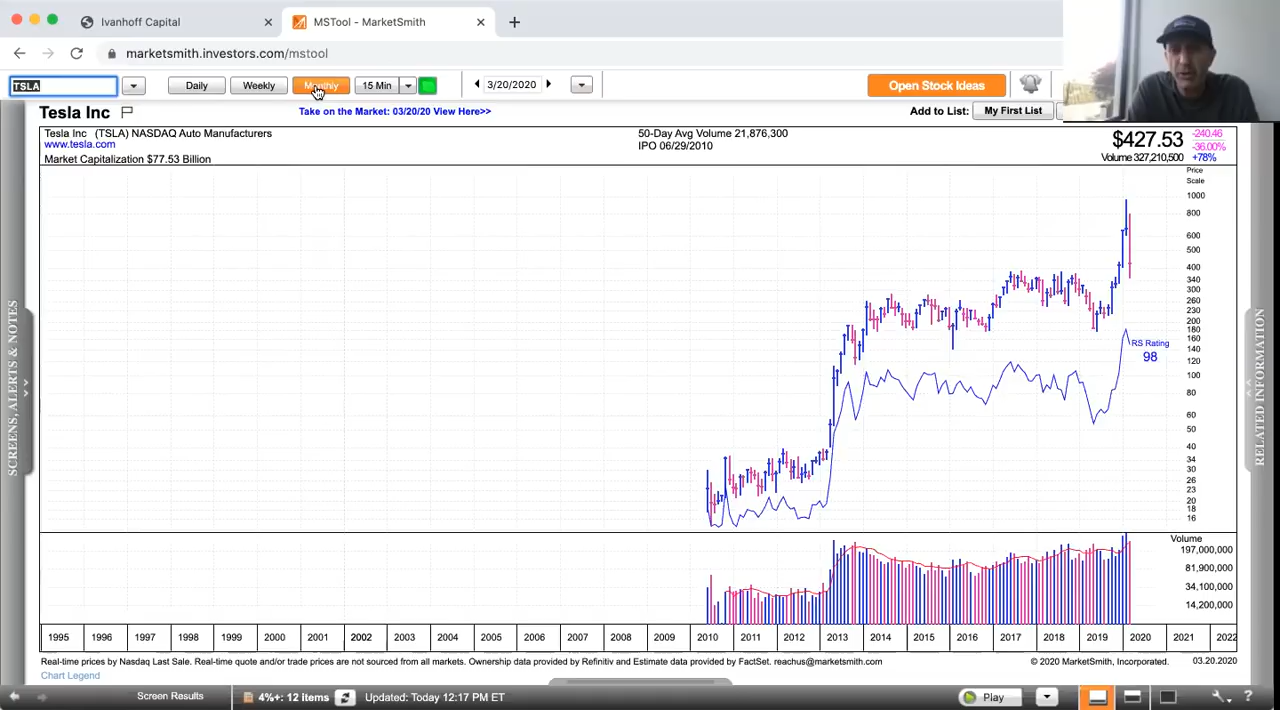 Ivanhoff Capital
MSTool - MarketSmith
marketsmith.investors.com/mstool
TSLA
Daily
Weekly
Monthly
15 Min
3/20/2020
Open Stock Ideas
Tesla Inc
Take on the Market: 03/20/20 View Here>>
Add to List:
My First List
Tesla Inc (TSLA) NASDAQ Auto Manufacturers
www.tesla.com
Market Capitalization $77.53 Billion
50-Day Avg Volume 21,876,300
IPO 06/29/2010
$427.53
-240.46
-36.00%
Volume 327,210,500 +78%
Price
Scale
1000
800
600
500
400
340
300
260
230
200
180
160
140
120
100
80
60
50
40
34
30
26
23
20
18
16
RS Rating
98
Volume
197,000,000
81,900,000
34,100,000
14,200,000
1995 1996 1997 1998 1999 2000 2001 2002 2003 2004 2005 2006 2007 2008 2009 2010 2011 2012 2013 2014 2015 2016 2017 2018 2019 2020 2021 2022
Real-time prices by Nasdaq Last Sale. Real-time quote and/or trade prices are not sourced from all markets. Ownership data provided by Refinitiv and Estimate data provided by FactSet. reachus@marketsmith.com
© 2020 MarketSmith, Incorporated.
03.20.2020
Chart Legend
SCREENS, ALERTS & NOTES
RELATED INFORMATION
Screen Results
4%+: 12 items
Updated: Today 12:17 PM ET
Play
?